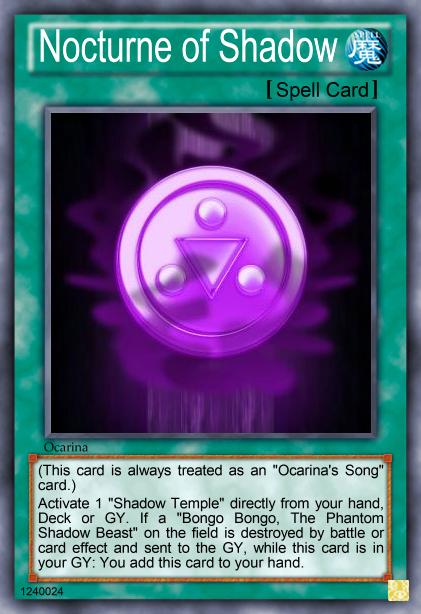 Nocturne of Shadow
SPELL
魔
[ Spell Card ]
Ocarina
(This card is always treated as an "Ocarina's Song"
card.)
Activate 1 "Shadow Temple" directly from your hand,
Deck or GY. If a "Bongo Bongo, The Phantom
Shadow Beast" on the field is destroyed by battle or
card effect and sent to the GY, while this card is in
your GY: You add this card to your hand.
1240024